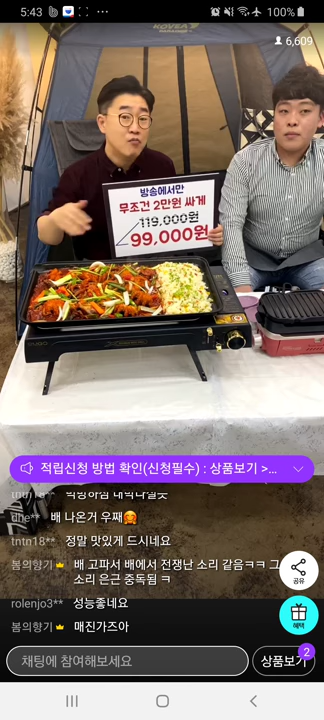 5:43
100%
KOVEA
6,609
방송에서만
무조건 2만원 싸게
119,000원
99,000원
적립신청 방법 확인(신청필수) : 상품보기 >...
dhe** 배 나온거 우째🥰
tntn18** 정말 맛있게 드시네요
봄의향기 배 고파서 배에서 전쟁난 소리 같음ㅋㅋ 그
소리 은근 중독됨 ㅋ
공유
rolenjo3** 성능좋네요
봄의향기 매진가즈아
혜택
2
채팅에 참여해보세요
상품보기